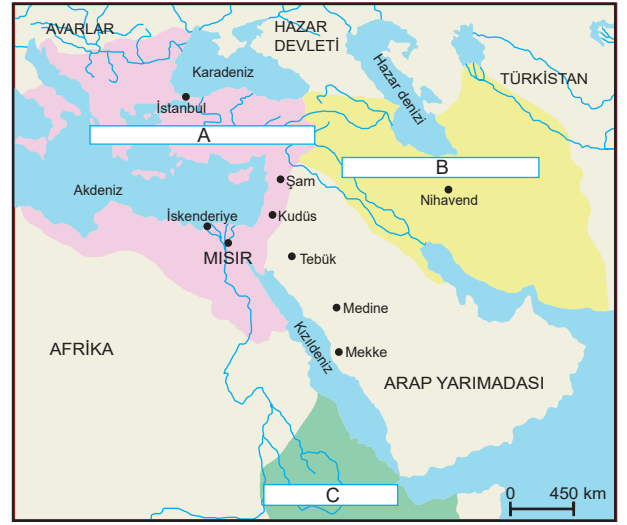 AVARLAR
HAZAR
DEVLETİ
Karadeniz
Hazar denizi
TÜRKİSTAN
İstanbul
A
B
Şam
Nihavend
Akdeniz
İskenderiye
Kudüs
MISIR
Tebük
Medine
Kızıldeniz
AFRİKA
Mekke
ARAP YARIMADASI
C
0 450 km